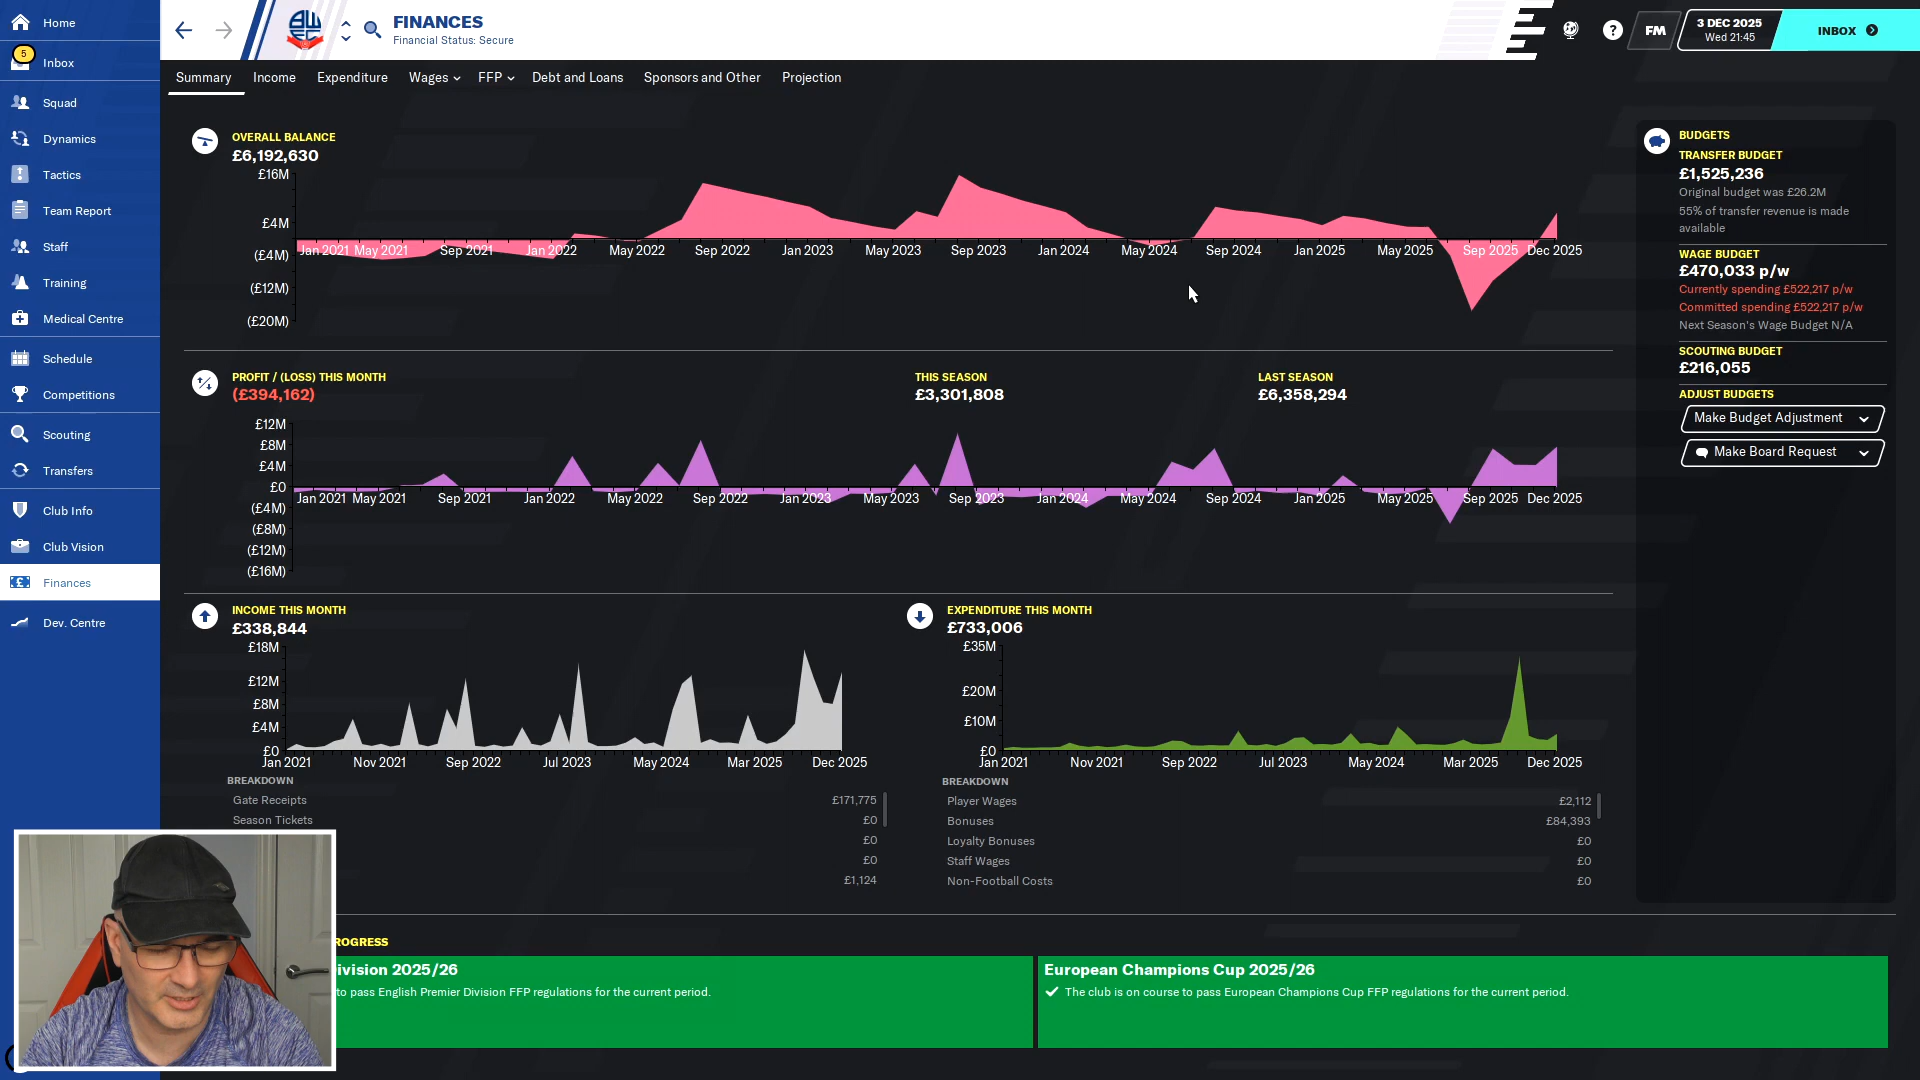 Home
5
Inbox
Squad
Dynamics
Tactics
Team Report
Staff
Training
Medical Centre
Schedule
Competitions
Scouting
Transfers
Club Info
Club Vision
Finances
Dev. Centre
FINANCES
Financial Status: Secure
?
FM
3 DEC 2025
Wed 21:45
INBOX
Summary Income Expenditure Wages FFP Debt and Loans Sponsors and Other Projection
OVERALL BALANCE
£6,192,630
£16M
£4M
(£4M)
(£12M)
(£20M)
Jan 2021 May 2021 Sep 2021 Jan 2022 May 2022 Sep 2022 Jan 2023 May 2023 Sep 2023 Jan 2024 May 2024 Sep 2024 Jan 2025 May 2025 Sep 2025 Dec 2025
PROFIT / (LOSS) THIS MONTH
(£394,162)
THIS SEASON
£3,301,808
LAST SEASON
£6,358,294
£12M
£8M
£4M
£0
(£4M)
(£8M)
(£12M)
(£16M)
Jan 2021 May 2021 Sep 2021 Jan 2022 May 2022 Sep 2022 Jan 2023 May 2023 Sep 2023 Jan 2024 May 2024 Sep 2024 Jan 2025 May 2025 Sep 2025 Dec 2025
INCOME THIS MONTH
£338,844
£18M
£12M
£8M
£4M
£0
Jan 2021 Nov 2021 Sep 2022 Jul 2023 May 2024 Mar 2025 Dec 2025
BREAKDOWN
Gate Receipts £171,775
Season Tickets £0
£0
£0
£1,124
EXPENDITURE THIS MONTH
£733,006
£35M
£20M
£10M
£0
Jan 2021 Nov 2021 Sep 2022 Jul 2023 May 2024 Mar 2025 Dec 2025
BREAKDOWN
Player Wages £2,112
Bonuses £84,393
Loyalty Bonuses £0
Staff Wages £0
Non-Football Costs £0
ROGRESS
ivision 2025/26
to pass English Premier Division FFP regulations for the current period.
European Champions Cup 2025/26
The club is on course to pass European Champions Cup FFP regulations for the current period.
BUDGETS
TRANSFER BUDGET
£1,525,236
Original budget was £26.2M
55% of transfer revenue is made
available
WAGE BUDGET
£470,033 p/w
Currently spending £522,217 p/w
Committed spending £522,217 p/w
Next Season's Wage Budget N/A
SCOUTING BUDGET
£216,055
ADJUST BUDGETS
Make Budget Adjustment
Make Board Request